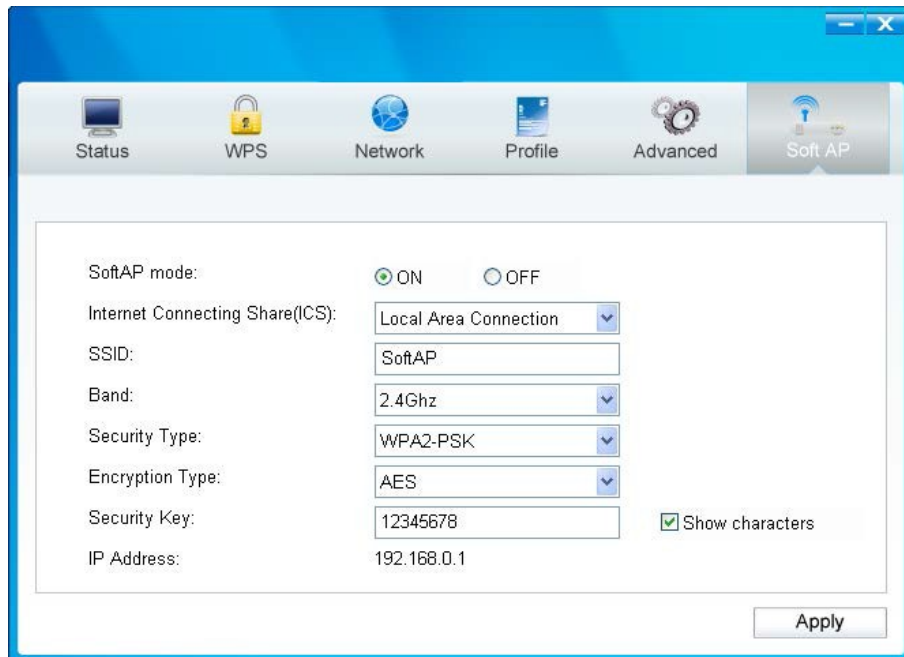 Status WPS Network Profile Advanced Soft AP
SoftAP mode: ON OFF
Internet Connecting Share(ICS): Local Area Connection
SSID: SoftAP
Band: 2.4Ghz
Security Type: WPA2-PSK
Encryption Type: AES
Security Key: 12345678 Show characters
IP Address: 192.168.0.1
Apply